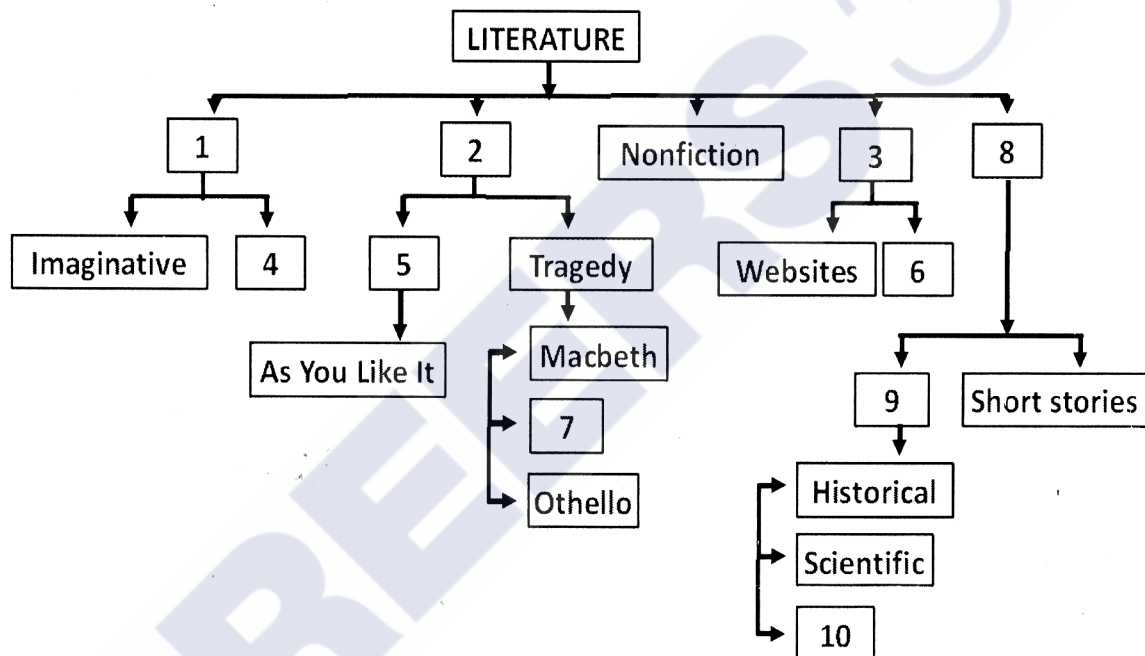 LITERATURE
1
2
Nonfiction
3
8
Imaginative
4
5
Tragedy
Websites
6
As You Like It
Macbeth
9
Short stories
7
Historical
Othello
Scientific
10